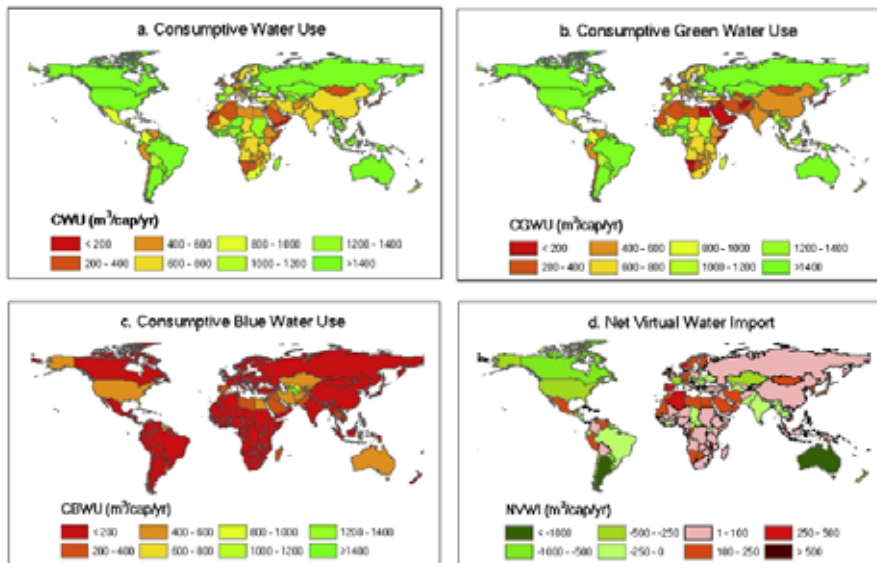 a. Consumptive Water Use
CWU (m³/cap/yr)
< 200
400 - 600
800 - 1000
1200 - 1400
200 - 400
600 - 800
1000 - 1200
>1400
b. Consumptive Green Water Use
CGWU (m³/cap/yr)
< 200
400 - 600
800 - 1000
1200 - 1400
200 - 400
600 - 800
1000 - 1200
>1400
c. Consumptive Blue Water Use
CBWU (m³/cap/yr)
< 200
400 - 600
800 - 1000
1200 - 1400
200 - 400
600 - 800
1000 - 1200
>1400
d. Net Virtual Water Import
NVWI (m³/cap/yr)
< -1000
-500 - -250
1 - 100
250 - 500
-1000 - -500
-250 - 0
100 - 250
> 500